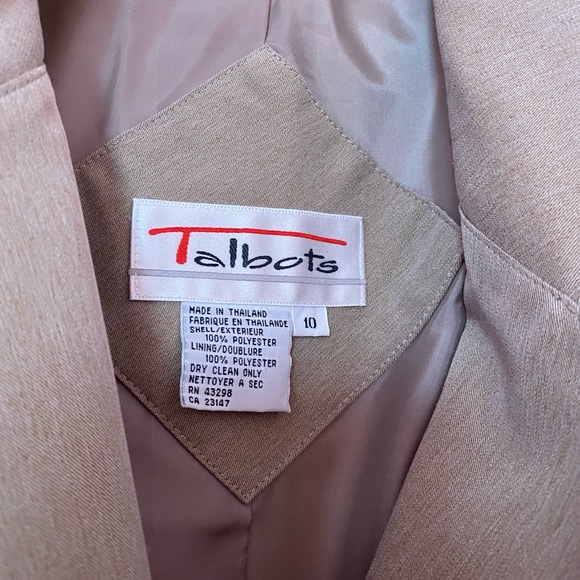 Talbots
MADE IN THAILAND
FABRIQUE EN THAILANDE
SHELL/EXTERIEUR
100% POLYESTER
LINING/DOUBLURE
100% POLYESTER
DRY CLEAN ONLY
NETTOYER A SEC
RN 43298
CA 23147
10